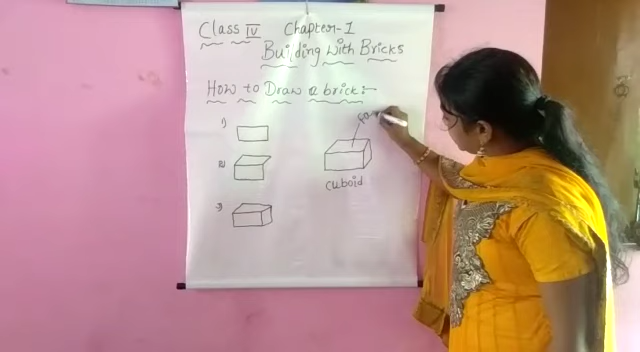 Class IV Chapter-1
Building with Bricks
How to Draw a brick:-
1)
2)
3)
cuboid